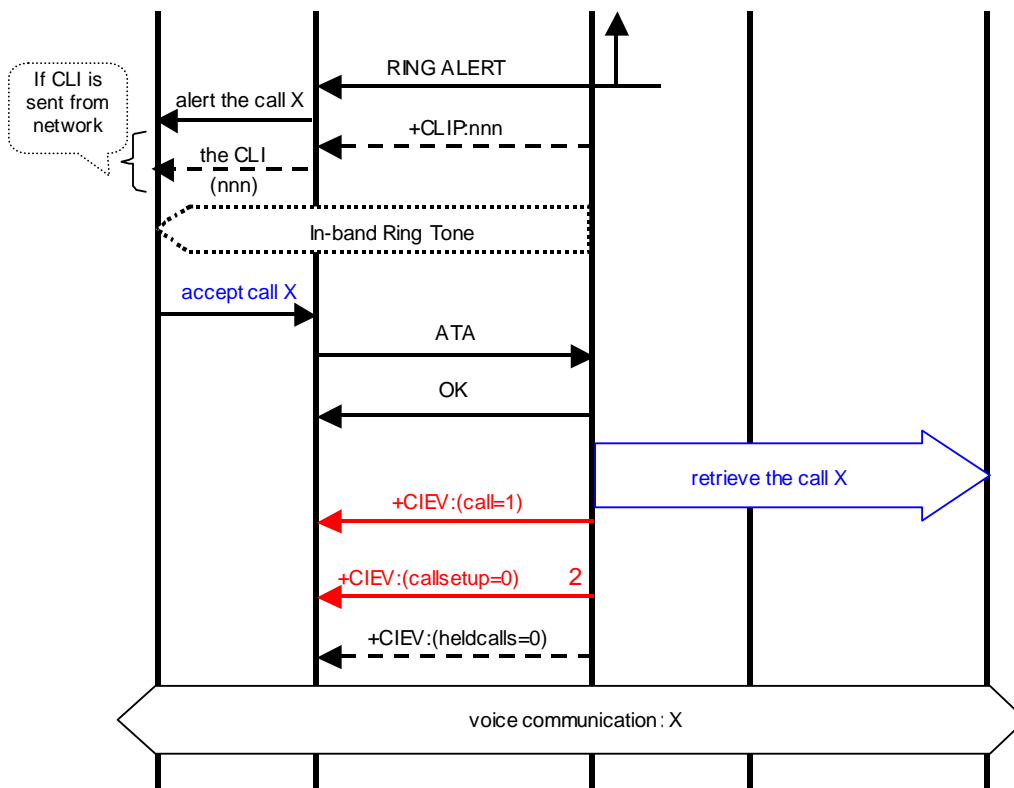 RING ALERT
If CLI is
sent from
network
alert the call X
+CLIP:nnn
the CLI
(nnn)
In-band Ring Tone
accept call X
ATA
OK
retrieve the call X
+CIEV:(call=1)
+CIEV:(callsetup=0) 2
+CIEV:(heldcalls=0)
voice communication: X